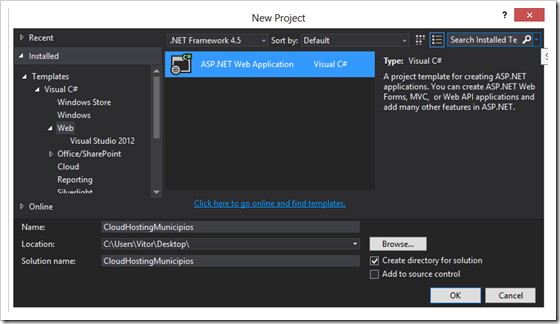 New Project
?
Recent
.NET Framework 4.5
Sort by:
Default
Search Installed Te
Installed
Templates
Visual C#
Windows Store
Windows
Web
Visual Studio 2012
Office/SharePoint
Cloud
Reporting
Silverlight
Online
ASP.NET Web Application
Visual C#
Type: Visual C#
A project template for creating ASP.NET
applications. You can create ASP.NET Web
Forms, MVC, or Web API applications and
add many other features in ASP.NET.
Click here to go online and find templates.
Name:
CloudHostingMunicipios
Location:
C:\Users\Vitor\Desktop\
Browse...
Solution name:
CloudHostingMunicipios
Create directory for solution
Add to source control
OK
Cancel